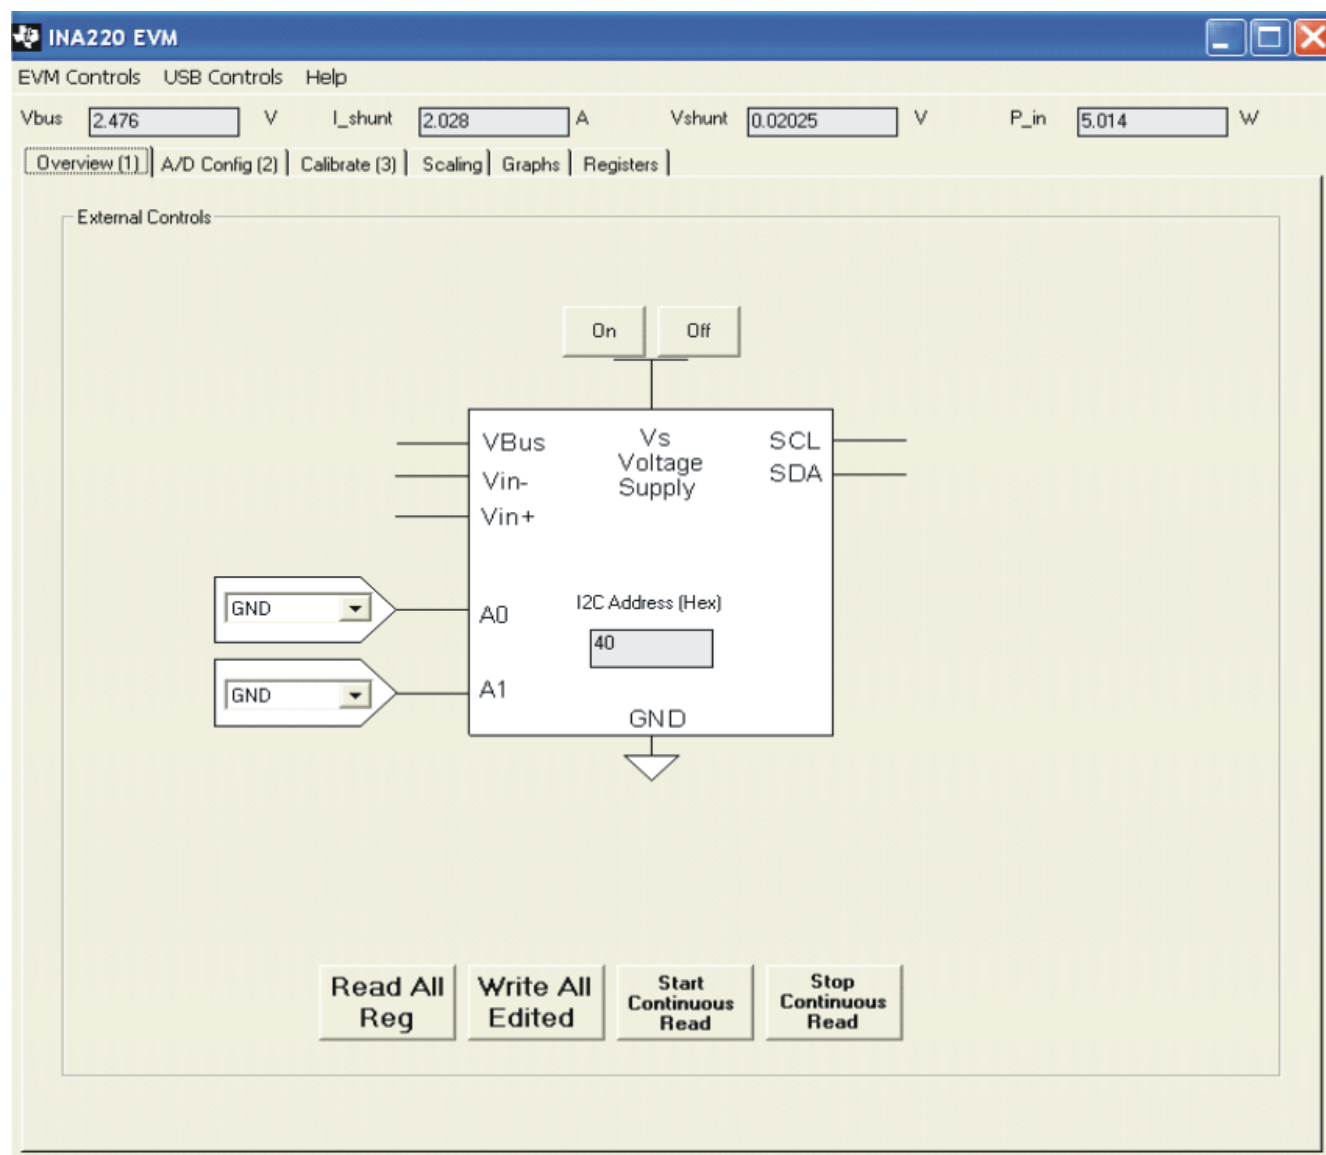 INA220 EVM
EVM Controls USB Controls Help
Vbus 2.476 V I_shunt 2.028 A Vshunt 0.02025 V P_in 5.014 W
Overview (1) A/D Config (2) Calibrate (3) Scaling Graphs Registers
External Controls
On Off
VBus Vs SCL
Voltage
Vin- Supply SDA
Vin+
GND A0 I2C Address (Hex)
40
GND A1
GND
Read All Reg
Write All Edited
Start Continuous Read
Stop Continuous Read